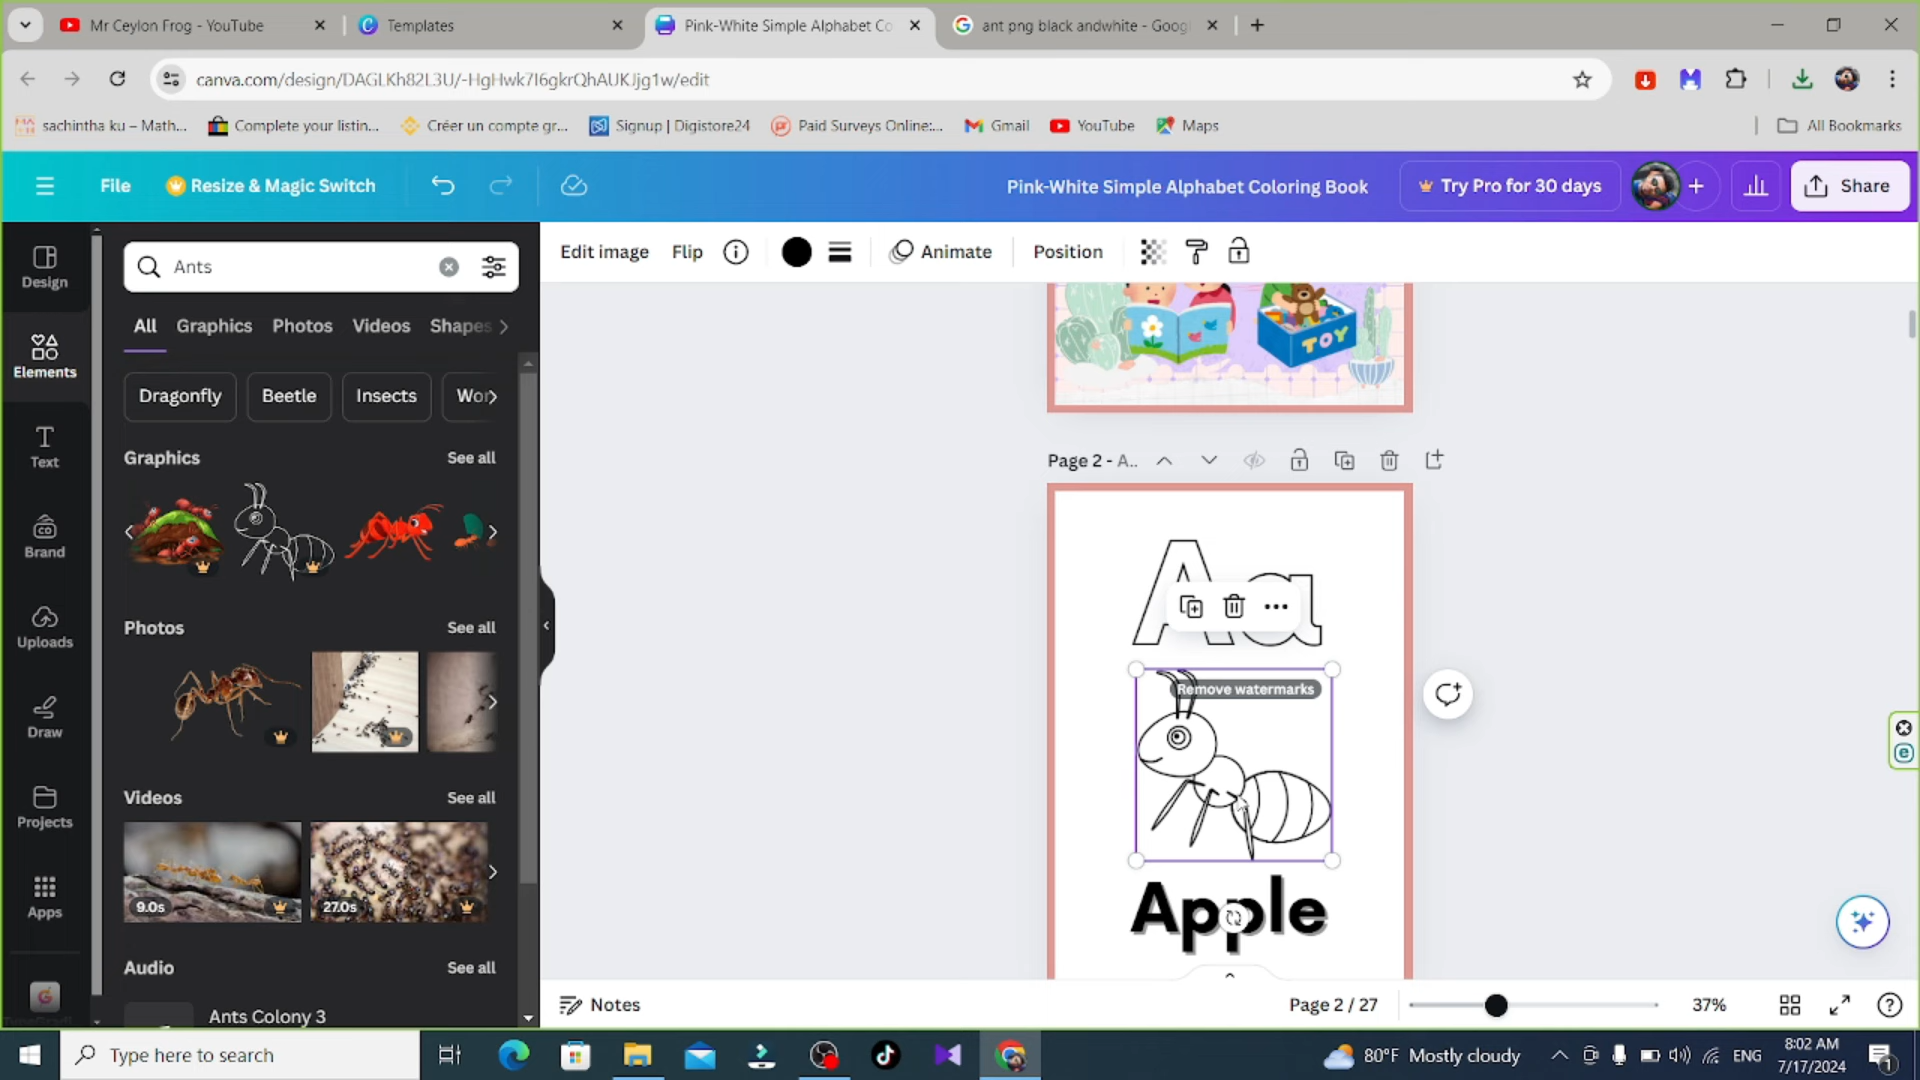 Mr Ceylon Frog - YouTube
Templates
Pink-White Simple Alphabet Co
ant png black andwhite - Goog
canva.com/design/DAGLKh82L3U/-HgHwk7I6gkrQhAUKJjg1w/edit
sachintha ku – Math...
Complete your listin...
Créer un compte gr...
Signup | Digistore24
Paid Surveys Online:...
Gmail
YouTube
Maps
All Bookmarks
File
Resize & Magic Switch
Pink-White Simple Alphabet Coloring Book
Try Pro for 30 days
Share
Design
Elements
Text
Brand
Uploads
Draw
Projects
Apps
Ants
All
Graphics
Photos
Videos
Shapes
Dragonfly
Beetle
Insects
Wor
Graphics
See all
Photos
See all
Videos
See all
9.0s
27.0s
Audio
See all
Ants Colony 3
Edit image
Flip
Animate
Position
TOY
Page 2 - A..
Aa
Remove watermarks
Apple
Notes
Page 2 / 27
37%
Type here to search
80°F Mostly cloudy
ENG
8:02 AM
7/17/2024
1